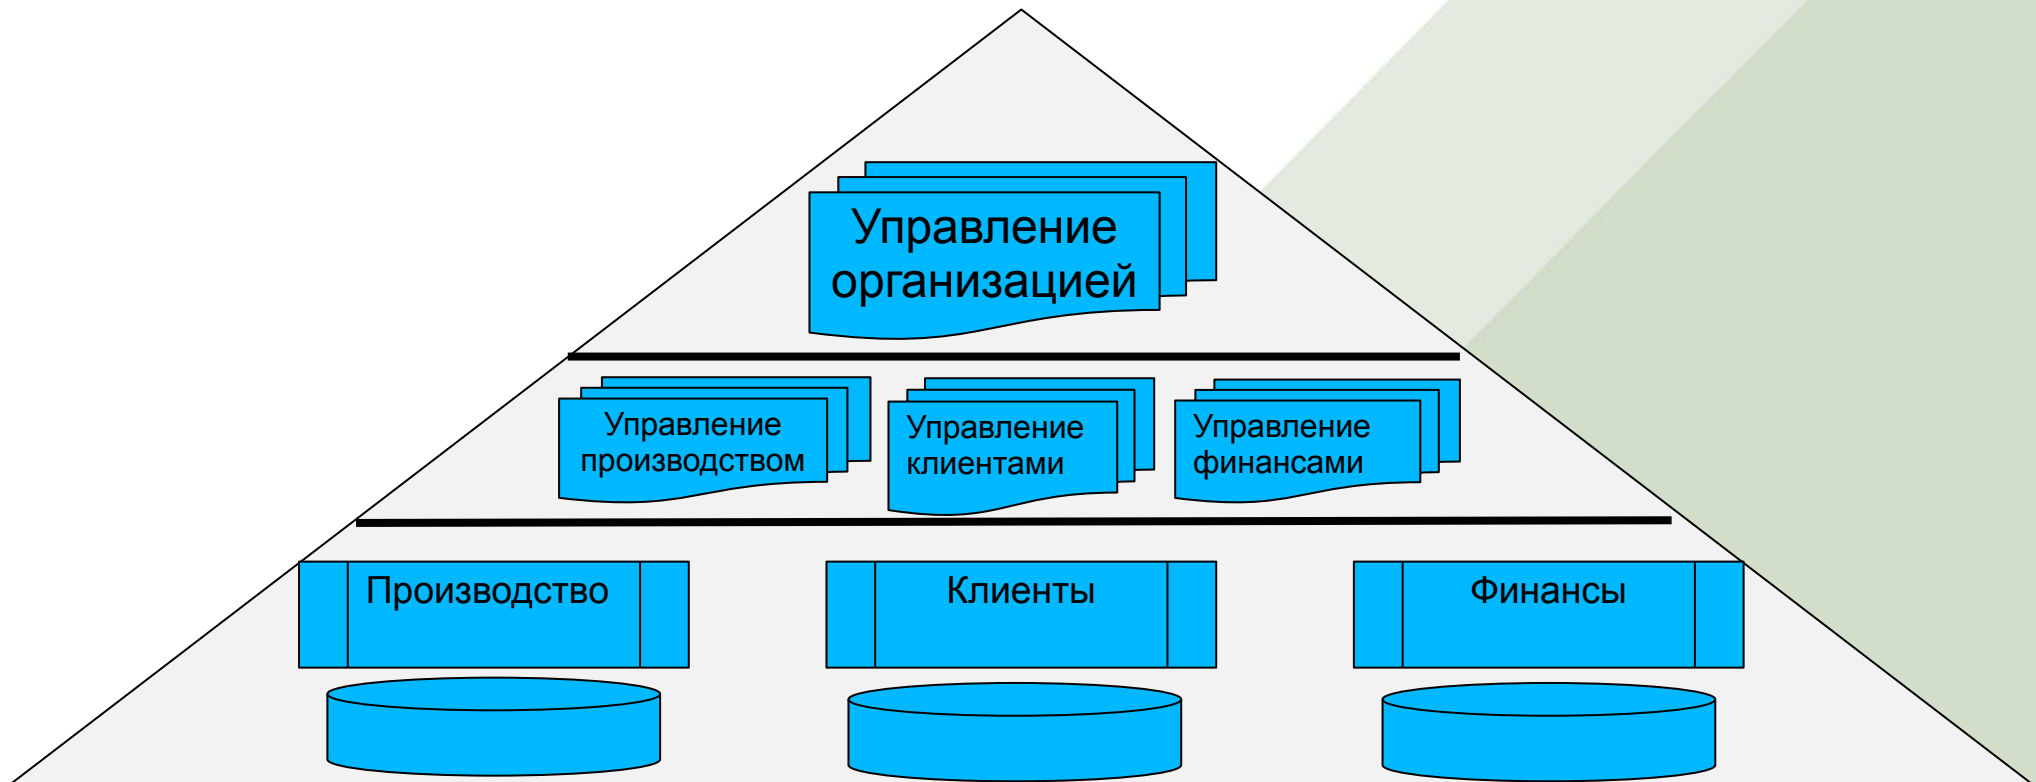 Управление
организацией
Управление
производством
Управление
клиентами
Управление
финансами
Производство
Клиенты
Финансы